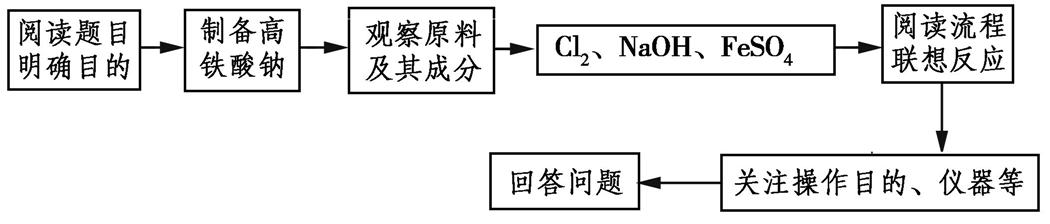 阅读题目
明确目的
制备高
铁酸钠
观察原料
及其成分
Cl₂、NaOH、FeSO₄
阅读流程
联想反应
回答问题
关注操作目的、仪器等